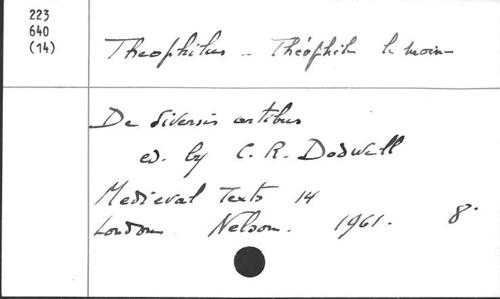 223
640
(14)
Theophilus - Théophile le moine
De diversis artibus
ed. by C. R. Dodwell
Medieval Texts 14
London. Nelson. 1961. 8°